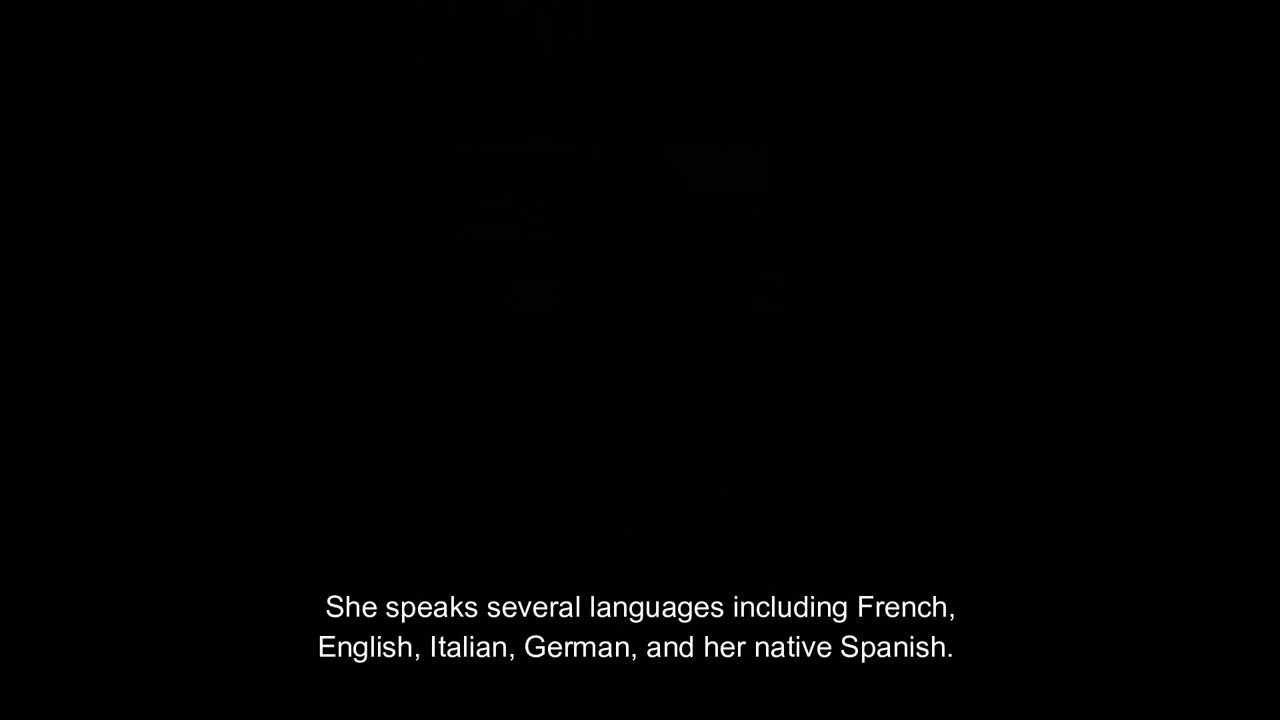 She speaks several languages including French,
English, Italian, German, and her native Spanish.